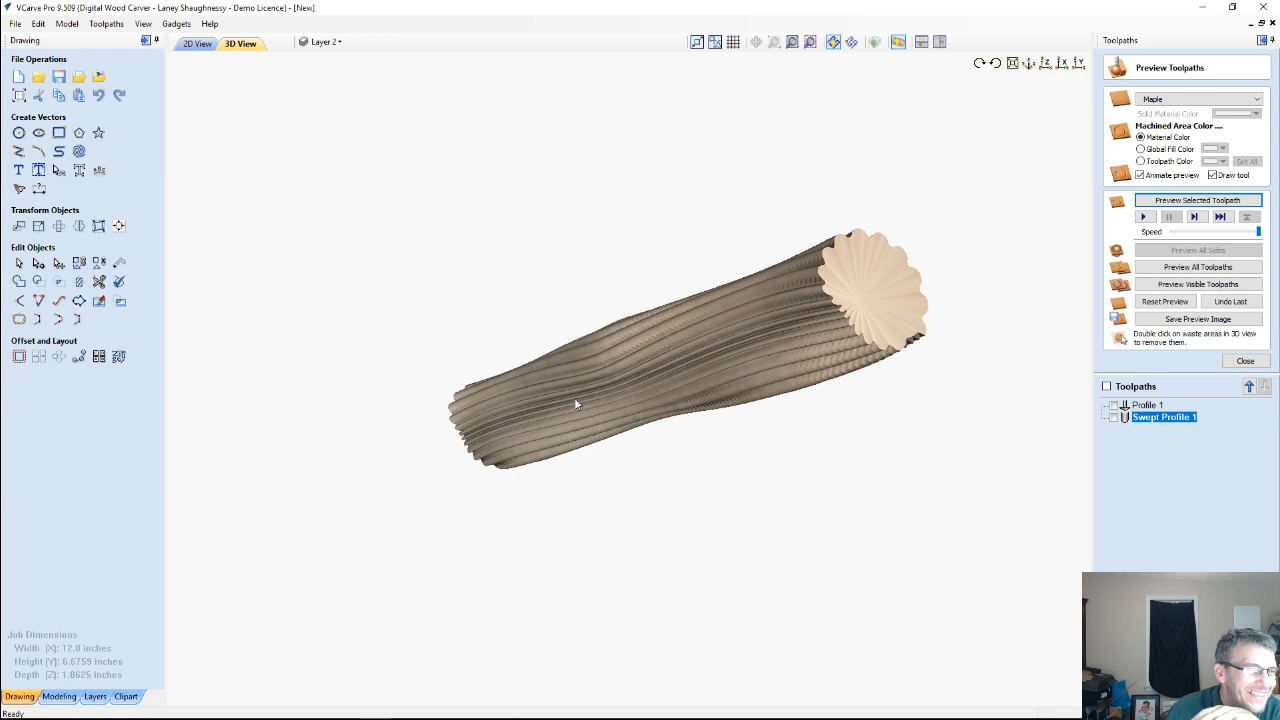 VCarve Pro 9.509 {Digital Wood Carver - Laney Shaughnessy - Demo Licence} - [New]
File Edit Model Toolpaths View Gadgets Help
Drawing
2D View 3D View Layer 2
Toolpaths
File Operations
Create Vectors
Transform Objects
Edit Objects
Offset and Layout
Job Dimensions
Width (X): 12.0 inches
Height (Y): 6.6759 inches
Depth (Z): 1.0625 inches
Drawing Modeling Layers Clipart
Ready
Preview Toolpaths
Maple
Solid Material Color
Machined Area Color ....
Material Color
Global Fill Color
Toolpath Color Set All
Animate preview Draw tool
Preview Selected Toolpath
Speed
Preview All Sides
Preview All Toolpaths
Preview Visible Toolpaths
Reset Preview Undo Last
Save Preview Image
Double click on waste areas in 3D view
to remove them.
Close
Toolpaths
Profile 1
Swept Profile 1